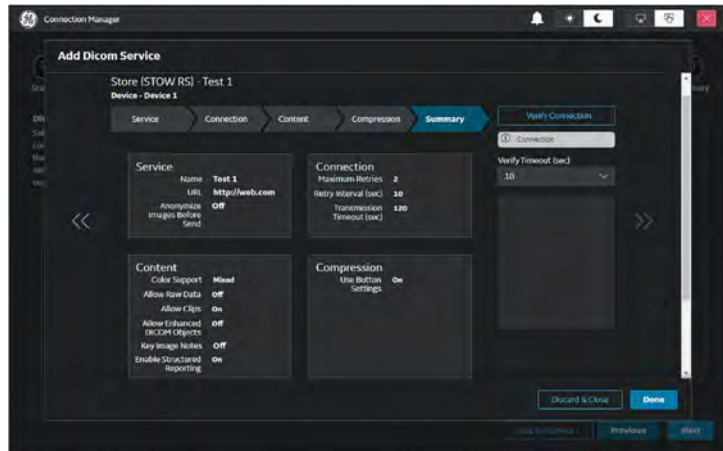 Connection Manager
Add Dicom Service
Store (STOW RS) - Test 1
Device - Device 1
Service
Connection
Content
Compression
Summary
Verify Connection
Connection
Verify Timeout (sec)
10
Service
Name Test 1
URL http://web.com
Anonymize Off
Images Before
Send
Connection
Maximum Retries 2
Retry Interval (sec) 10
Transmission 120
Timeout (sec)
Content
Color Support Mixed
Allow Raw Data Off
Allow Clips On
Allow Enhanced Off
DICOM Objects
Key Image Notes Off
Enable Structured On
Reporting
Compression
Use Button On
Settings
Discard & Close
Done
Previous
Next